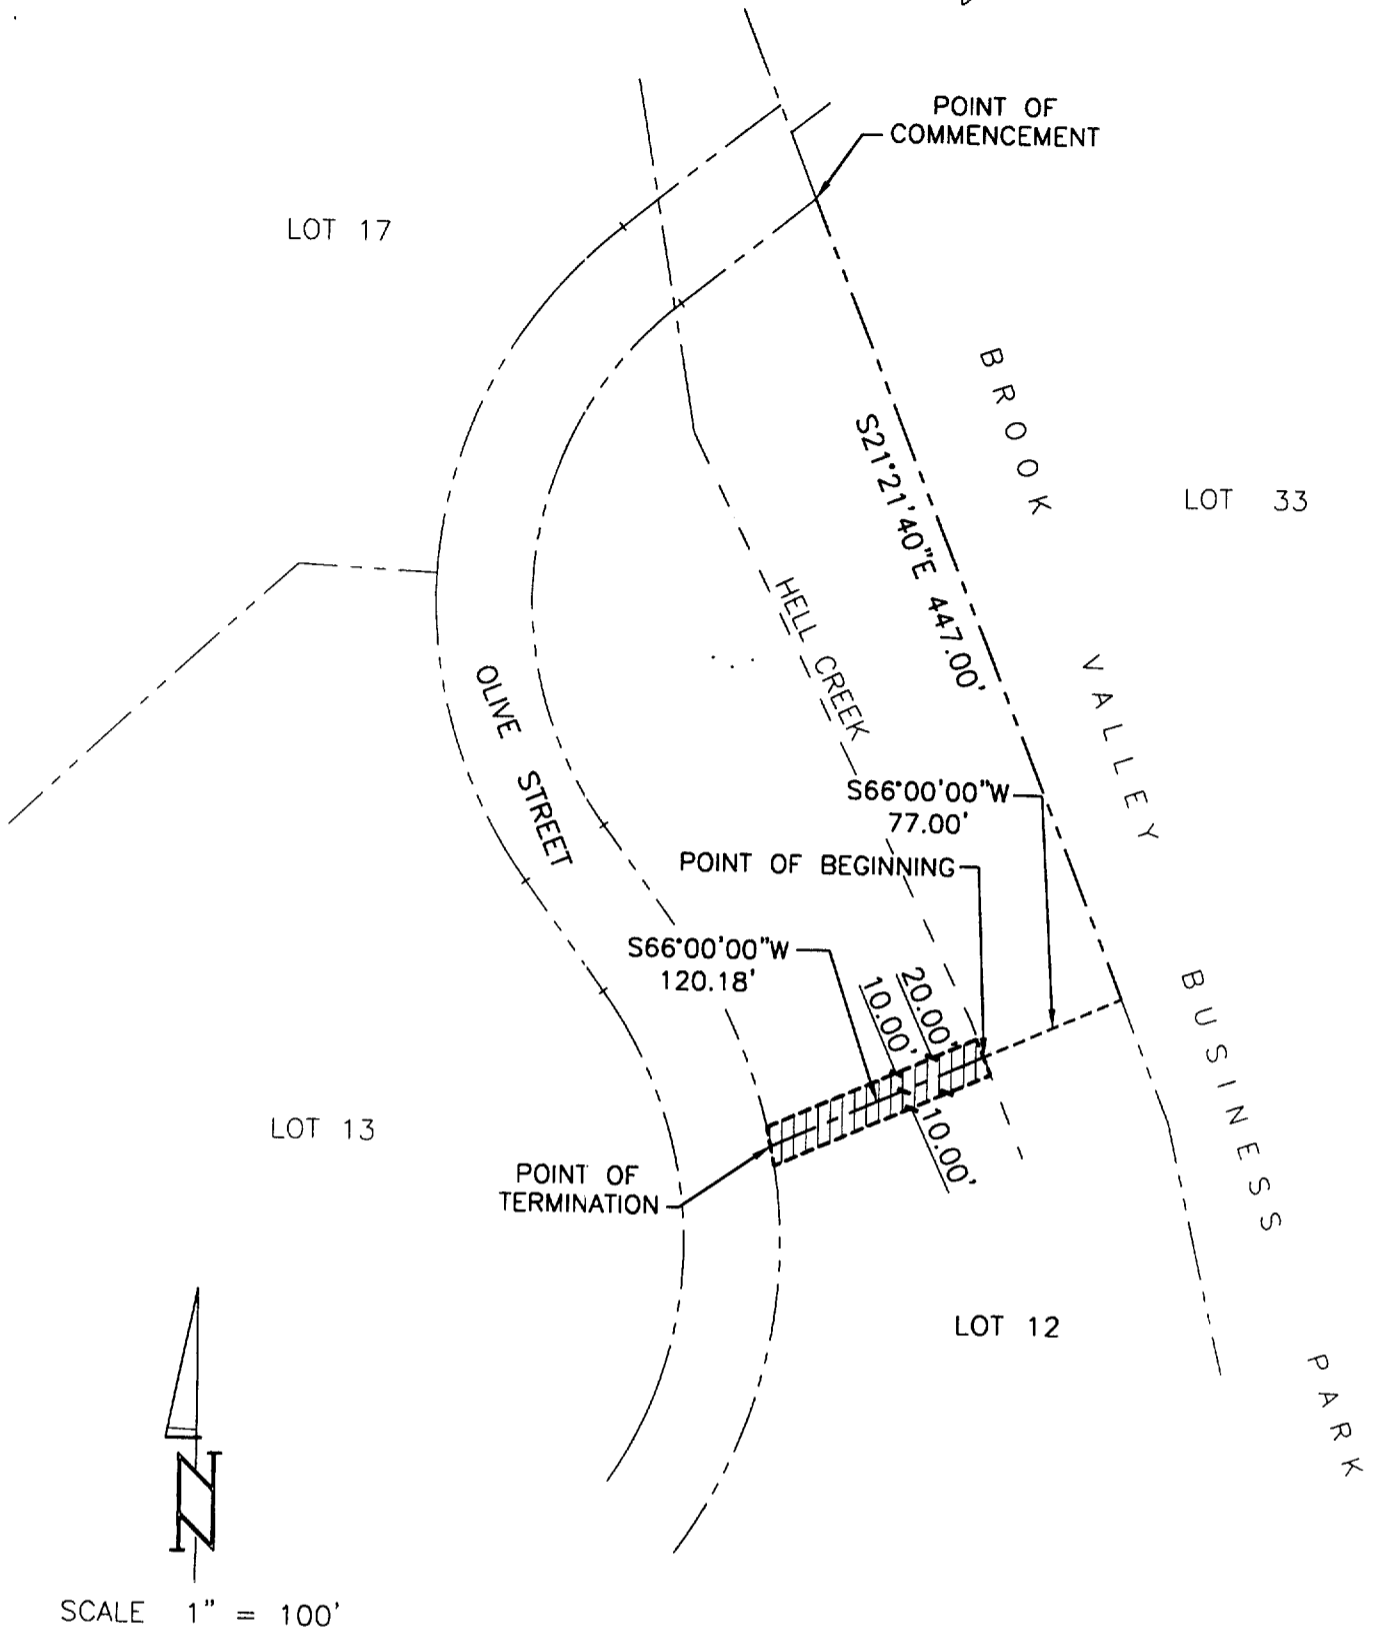 POINT OF
COMMENCEMENT
LOT 17
BROOK
S21°21'40"E 447.00'
LOT 33
HELL CREEK
OLIVE STREET
VALLEY
S66°00'00"W
77.00'
POINT OF BEGINNING
S66°00'00"W
120.18'
20.00'
10.00'
BUSINESS
10.00'
LOT 13
POINT OF
TERMINATION
LOT 12
PARK
N
SCALE 1" = 100'